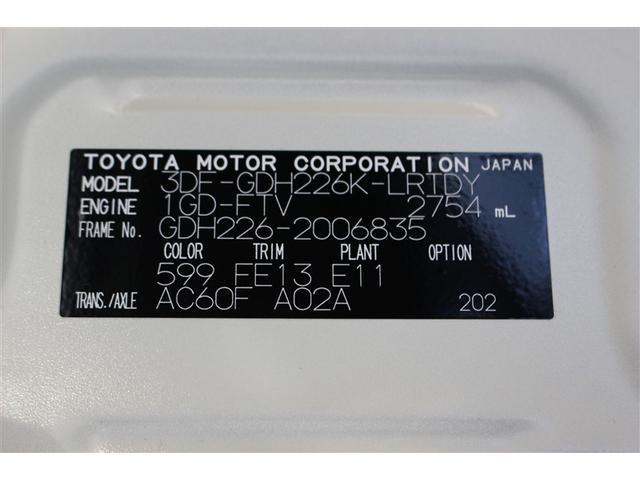 TOYOTA MOTOR CORPORATION JAPAN
MODEL 3DF-GDH226K-LRTDY
ENGINE 1GD-FTV 2754 mL
FRAME No. GDH226-2006835
COLOR TRIM PLANT OPTION
599 FE13 E11
TRANS./AXLE AC60F A02A 202